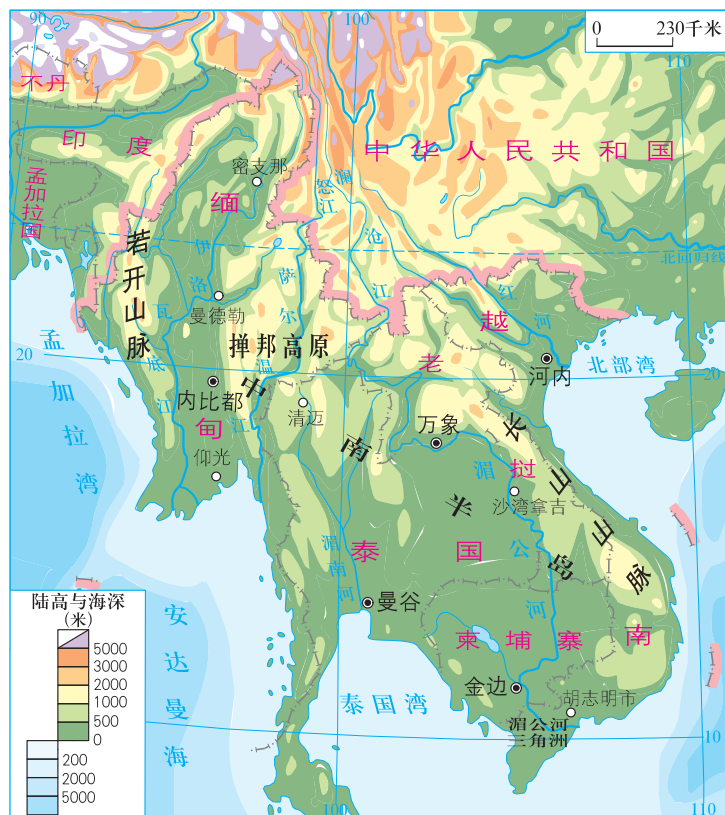 90
100
0 230千米
110
不丹
印度
中华人民共和国
孟加拉国
密支那
缅
怒江
澜沧江
北回归线
若开山脉
伊洛瓦底江
萨尔温江
曼德勒
掸邦高原
红河
越
孟加拉湾
20
老
河内
北部湾
20
内比都
中南半岛
清迈
万象
长山山脉
甸
仰光
湄公河
挝
沙湾拿吉
湄南河
泰国
陆高与海深
(米)
5000
3000
2000
1000
500
0
200
2000
5000
安达曼海
曼谷
柬埔寨
南
金边
泰国湾
胡志明市
湄公河
三角洲
10
100
110